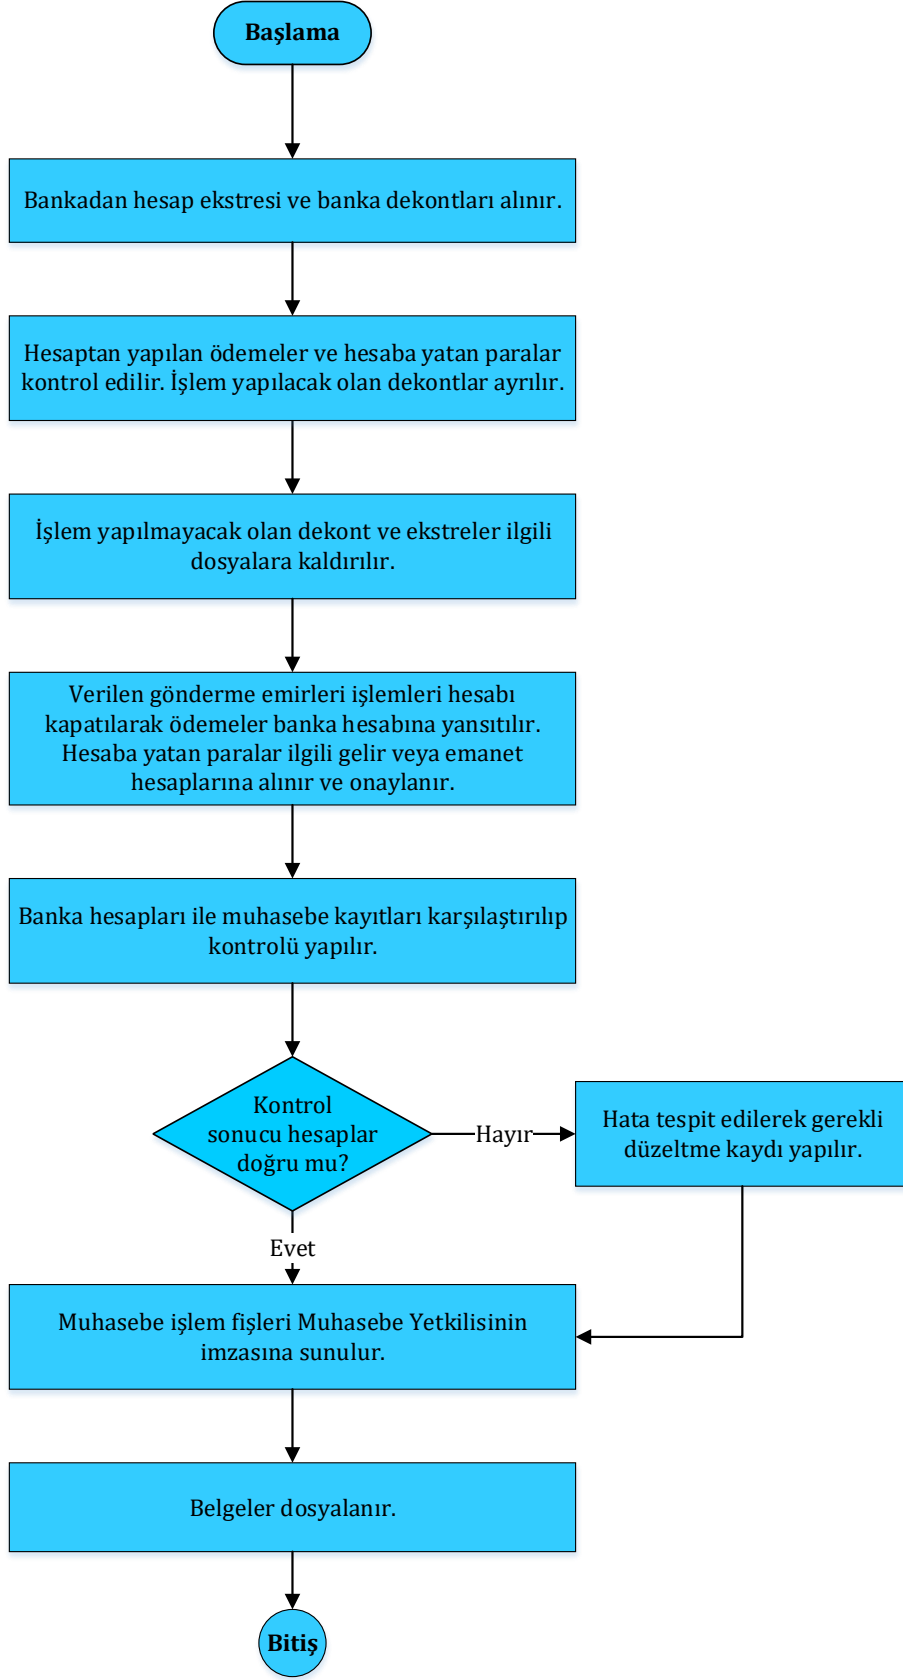 Başlama
Bankadan hesap ekstresi ve banka dekontları alınır.
Hesaptan yapılan ödemeler ve hesaba yatan paralar
kontrol edilir. İşlem yapılacak olan dekontlar ayrılır.
İşlem yapılmayacak olan dekont ve ekstreler ilgili
dosyalara kaldırılır.
Verilen gönderme emirleri işlemleri hesabı
kapatılarak ödemeler banka hesabına yansıtılır.
Hesaba yatan paralar ilgili gelir veya emanet
hesaplarına alınır ve onaylanır.
Banka hesapları ile muhasebe kayıtları karşılaştırılıp
kontrolü yapılır.
Kontrol
sonucu hesaplar
doğru mu?
Hayır
Hata tespit edilerek gerekli
düzeltme kaydı yapılır.
Evet
Muhasebe işlem fişleri Muhasebe Yetkilisinin
imzasına sunulur.
Belgeler dosyalanır.
Bitiş